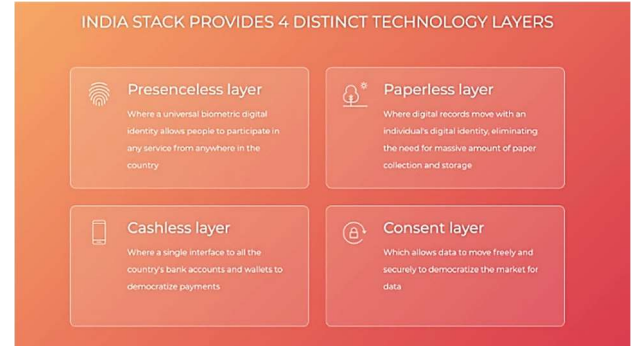 INDIA STACK PROVIDES 4 DISTINCT TECHNOLOGY LAYERS
Presenceless layer
Where a universal biometric digital
identity allows people to participate in
any service from anywhere in the
country
Paperless layer
Where digital records move with an
individual's digital identity, eliminating
the need for massive amount of paper
collection and storage
Cashless layer
Where a single interface to all the
country's bank accounts and wallets to
democratize payments
Consent layer
Which allows data to move freely and
securely to democratize the market for
data